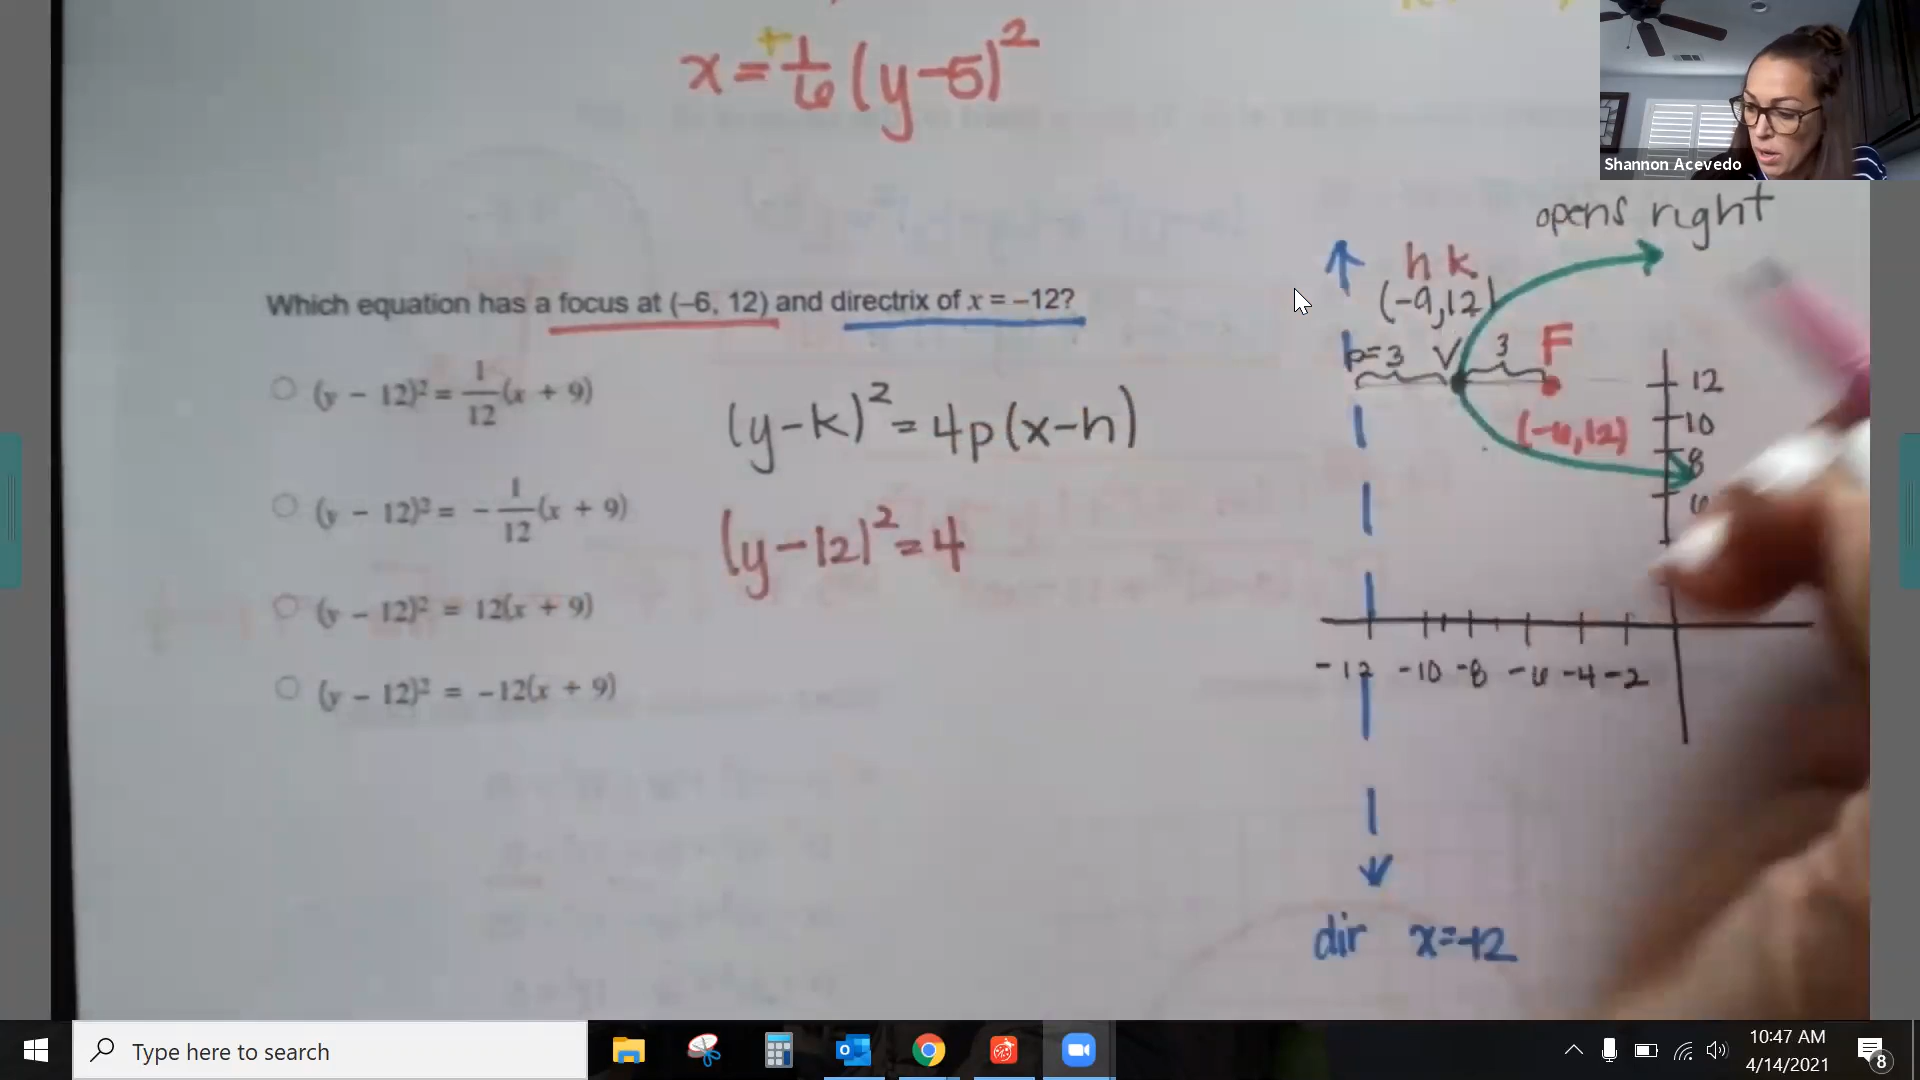 x = 1/6 (y-5)²
+
Shannon Acevedo
opens right
h k
(-9,12)
Which equation has a focus at (–6, 12) and directrix of x = –12?
p=3 V 3 F
(y – 12)² = 1/12 (x + 9)
(y-k)² = 4p(x-h)
12
10
(-6,12)
8
6
(y – 12)² = – 1/12 (x + 9)
(y-12)² = 4
(y – 12)² = 12(x + 9)
-12 -10 -8 -6 -4 -2
(y – 12)² = –12(x + 9)
dir x=-12
Type here to search
10:47 AM
4/14/2021
8